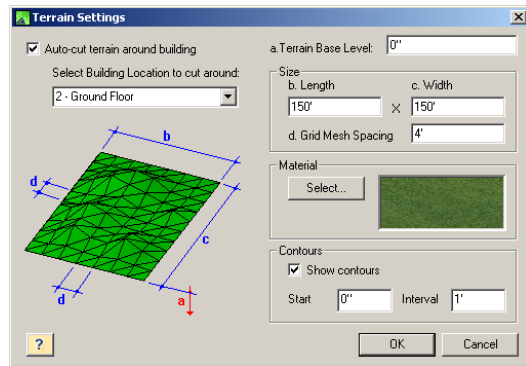 Terrain Settings
Auto-cut terrain around building
Select Building Location to cut around:
2 - Ground Floor
b
d
c
d
a
?
a.Terrain Base Level: 0"
Size
b. Length c. Width
150' X 150'
d. Grid Mesh Spacing 4'
Material
Select...
Contours
Show contours
Start 0" Interval 1'
OK Cancel